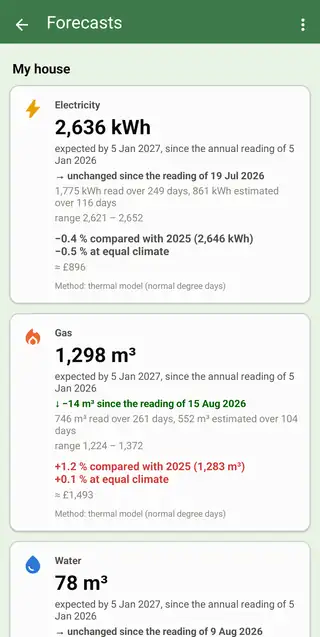 Forecasts
My house
Electricity
2,636 kWh
expected by 5 Jan 2027, since the annual reading of 5
Jan 2026
→ unchanged since the reading of 19 Jul 2026
1,775 kWh read over 249 days, 861 kWh estimated
over 116 days
range 2,621 – 2,652
−0.4 % compared with 2025 (2,646 kWh)
−0.5 % at equal climate
≈ £896
Method: thermal model (normal degree days)
Gas
1,298 m³
expected by 5 Jan 2027, since the annual reading of 5
Jan 2026
↓ −14 m³ since the reading of 15 Aug 2026
746 m³ read over 261 days, 552 m³ estimated over 104
days
range 1,224 – 1,372
+1.2 % compared with 2025 (1,283 m³)
+0.1 % at equal climate
≈ £1,493
Method: thermal model (normal degree days)
Water
78 m³
expected by 5 Jan 2027, since the annual reading of 5
Jan 2026
→ unchanged since the reading of 9 Aug 2026